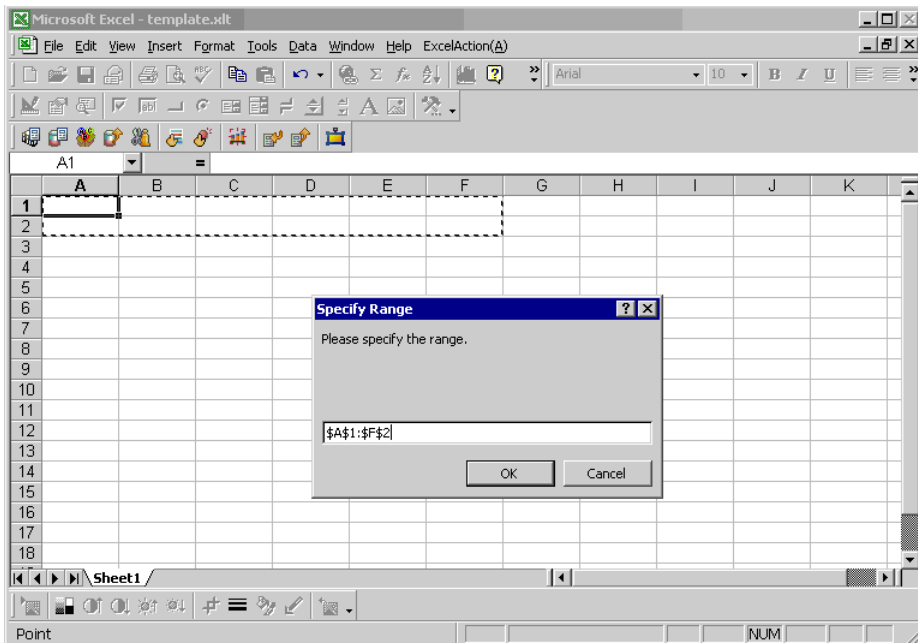 Microsoft Excel - template.xlt
File Edit View Insert Format Tools Data Window Help ExcelAction(A)
Arial 10 B I U
A1 =
A B C D E F G H I J K
1
2
3
4
5
6
7
8
9
10
11
12
13
14
15
16
17
18
Specify Range
Please specify the range.
$A$1:$F$2
OK Cancel
Sheet1
Point NUM